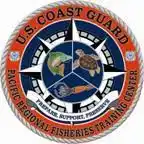 U.S. COAST GUARD
PACIFIC REGIONAL FISHERIES TRAINING CENTER
PREPARE, SUPPORT, PRESERVE